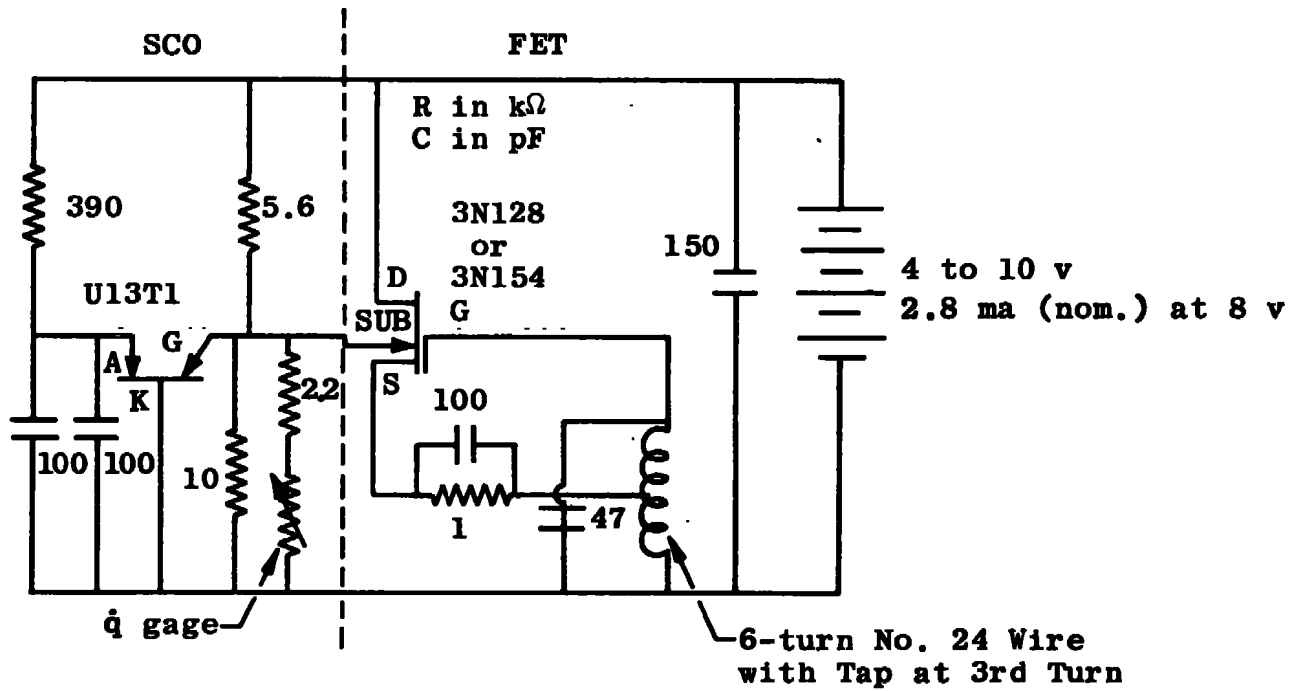 SCO
FET
R in kΩ
C in pF
390
5.6
3N128
or
3N154
150
4 to 10 v
2.8 ma (nom.) at 8 v
U13T1
D
G
SUB
A
G
K
S
2.2
100
100
100
10
1
47
q̇ gage
6-turn No. 24 Wire
with Tap at 3rd Turn